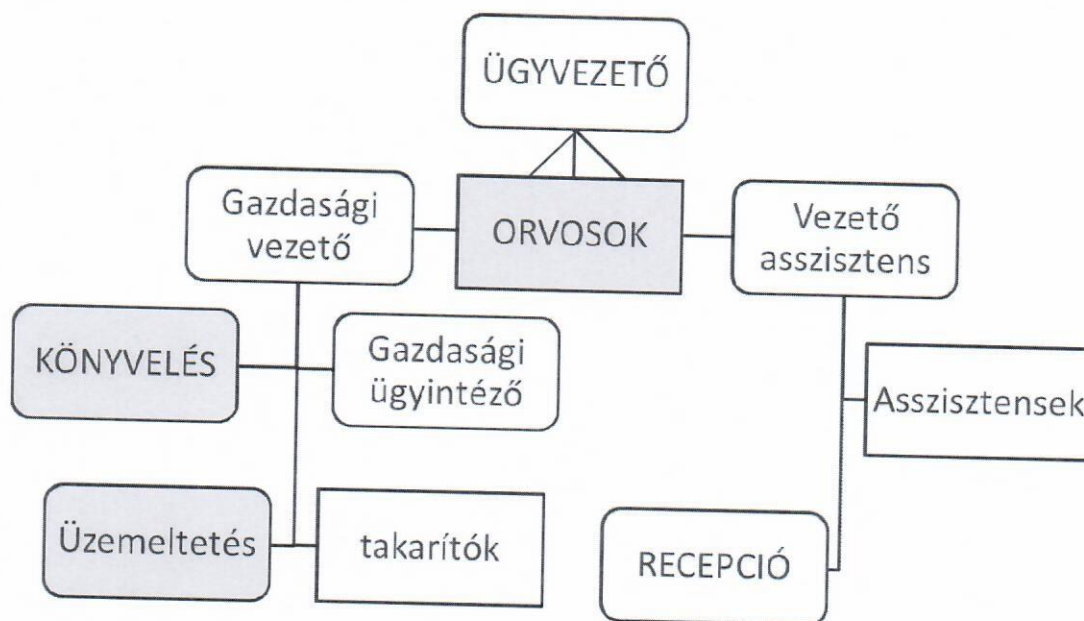 ÜGYVEZETŐ
Gazdasági
vezető
ORVOSOK
Vezető
asszisztens
KÖNYVELÉS
Gazdasági
ügyintéző
Asszisztensek
Üzemeltetés
takarítók
RECEPCIÓ